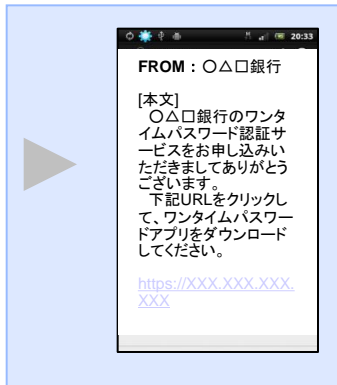 20:33
FROM：○△□銀行
[本文]
　○△□銀行のワンタ
イムパスワード認証サ
ービスをお申し込みい
ただきましてありがとう
ございます。
　下記URLをクリックし
て、ワンタイムパスワー
ドアプリをダウンロード
してください。
https://XXX.XXX.XXX.
XXX